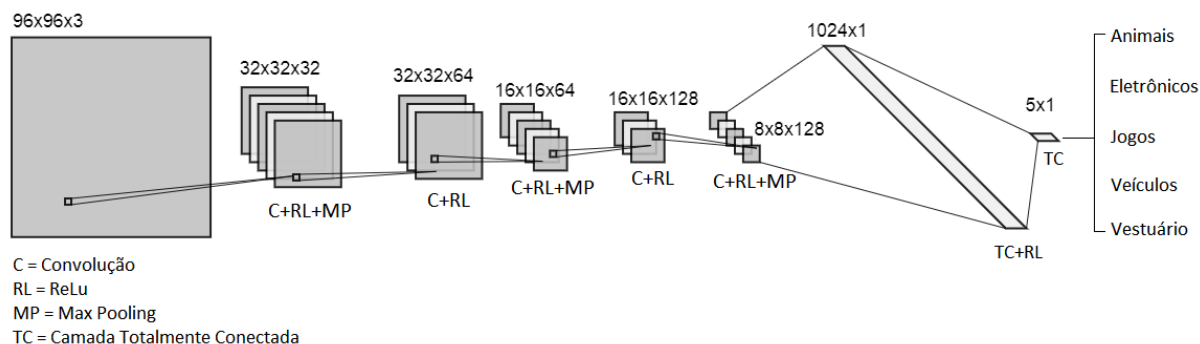 96x96x3
32x32x32
C+RL+MP
32x32x64
C+RL
16x16x64
C+RL+MP
16x16x128
C+RL
8x8x128
C+RL+MP
1024x1
TC+RL
5x1
TC
Animais
Eletrônicos
Jogos
Veículos
Vestuário
C = Convolução
RL = ReLu
MP = Max Pooling
TC = Camada Totalmente Conectada